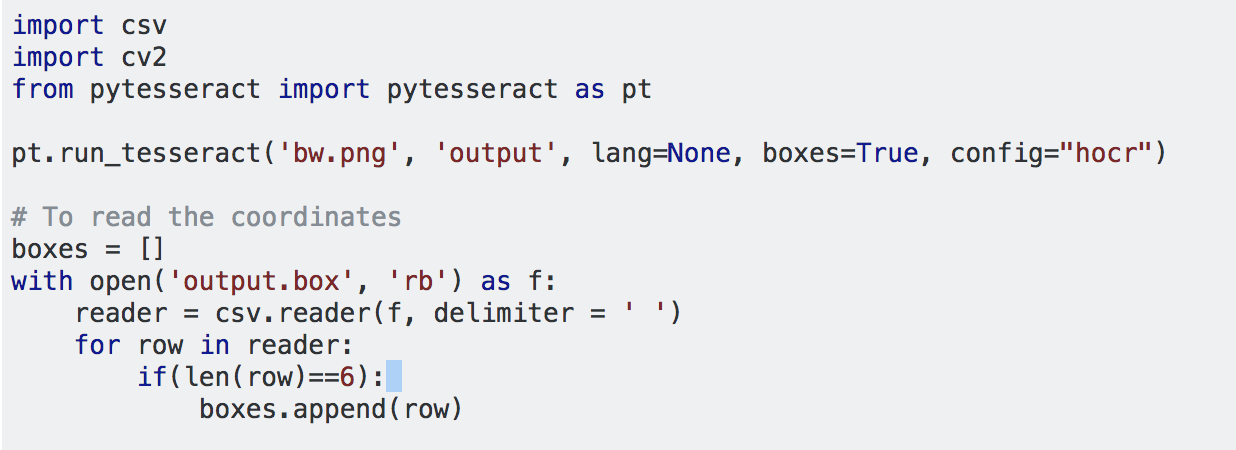 import csv
import cv2
from pytesseract import pytesseract as pt
pt.run_tesseract('bw.png', 'output', lang=None, boxes=True, config="hocr")
# To read the coordinates
boxes = []
with open('output.box', 'rb') as f:
    reader = csv.reader(f, delimiter = ' ')
    for row in reader:
        if(len(row)==6):
            boxes.append(row)